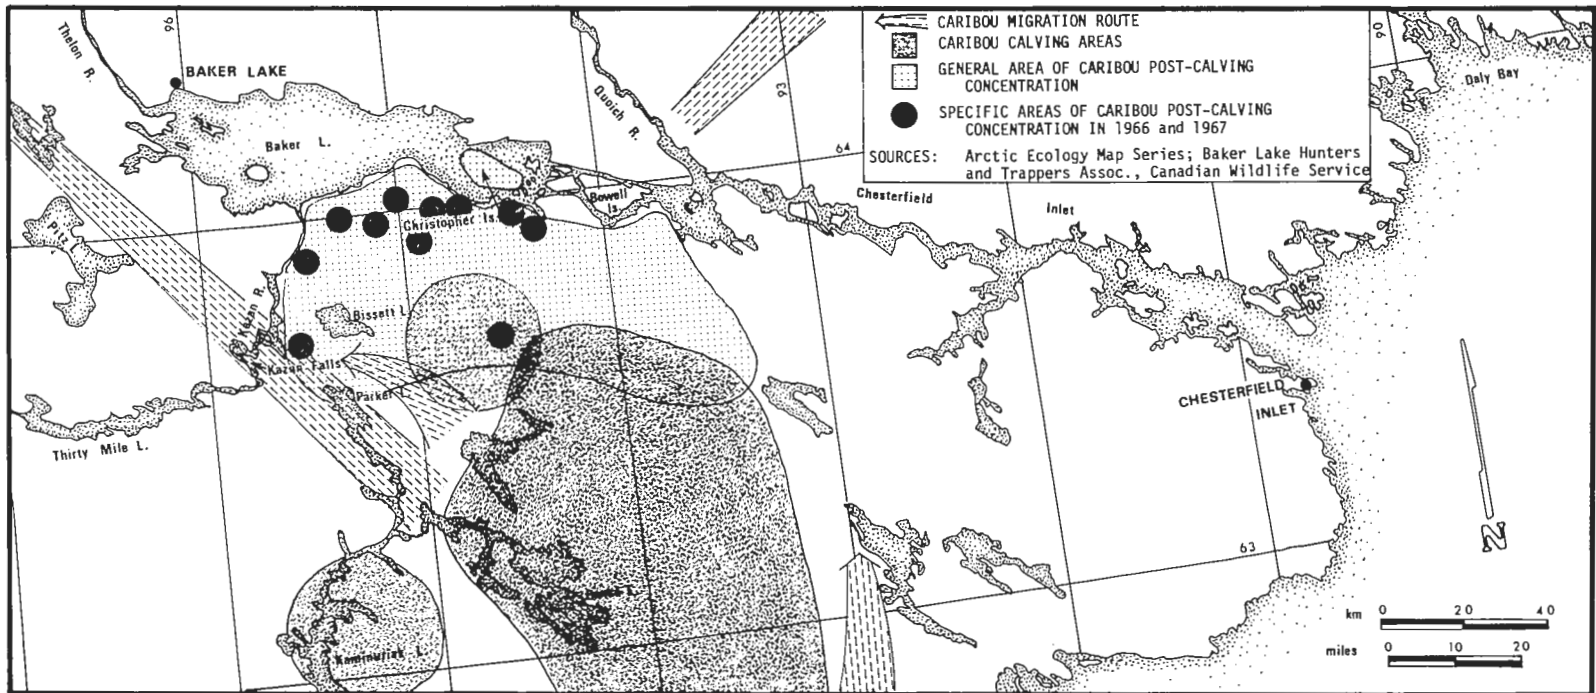 CARIBOU MIGRATION ROUTE
CARIBOU CALVING AREAS
GENERAL AREA OF CARIBOU POST-CALVING
CONCENTRATION
SPECIFIC AREAS OF CARIBOU POST-CALVING
CONCENTRATION IN 1966 and 1967
SOURCES: Arctic Ecology Map Series; Baker Lake Hunters
and Trappers Assoc., Canadian Wildlife Service
96
Thelon R.
BAKER LAKE
Baker L.
Quoich R.
93
90
Daly Bay
64
Pitz L.
Christopher Is.
Bowell
Is.
Chesterfield
Inlet
Kazan R.
Bissett L.
Kazan Falls
Parker L.
Thirty Mile L.
CHESTERFIELD
INLET
63
Kaminuriak L.
N
km 0 20 40
miles 0 10 20